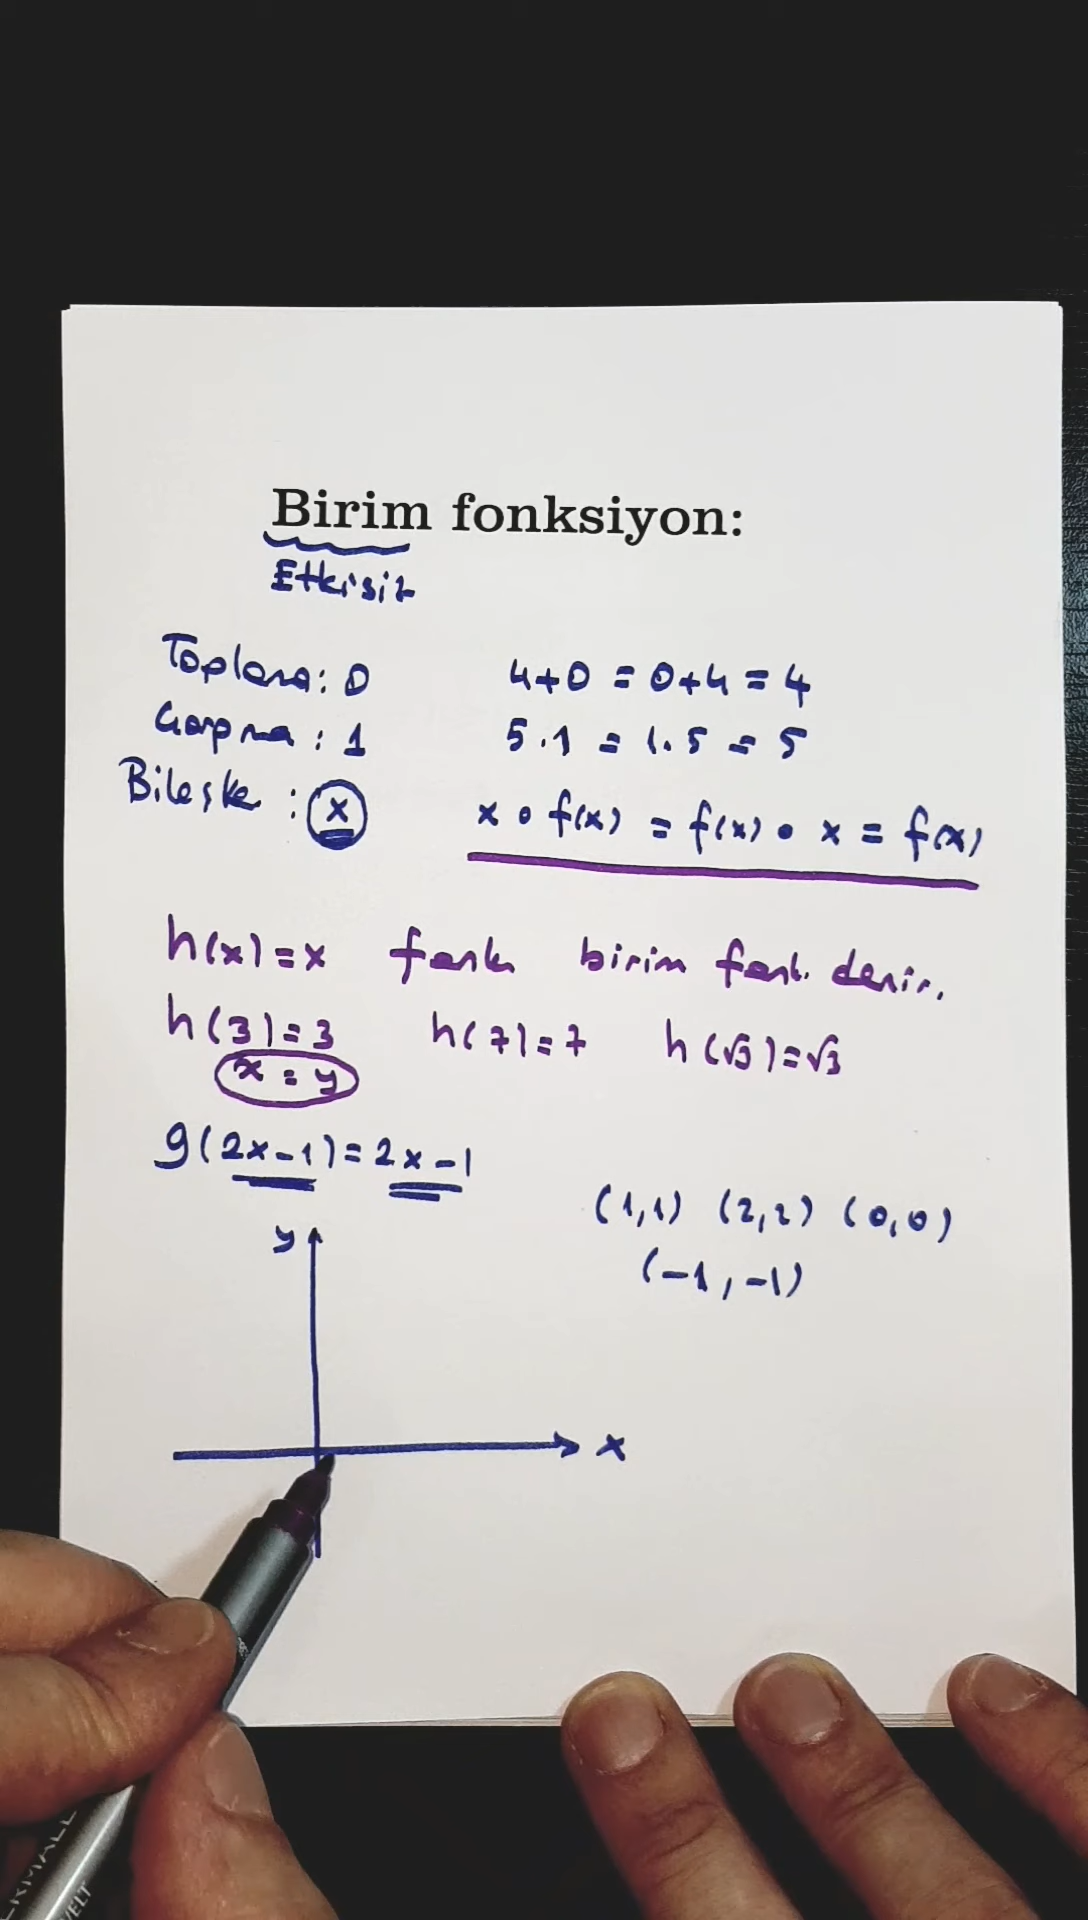 Birim fonksiyon:
Etkisiz
Toplama: 0 4+0 = 0+4 = 4
Çarpma: 1 5.1 = 1.5 = 5
Bileşke: x x o f(x) = f(x) o x = f(x)
h(x)=x fonk birim fonk. denir.
h(3)=3 h(7)=7 h(√3)=√3
x = y
g(2x-1)=2x-1
(1,1) (2,2) (0,0)
(-1,-1)
y
x